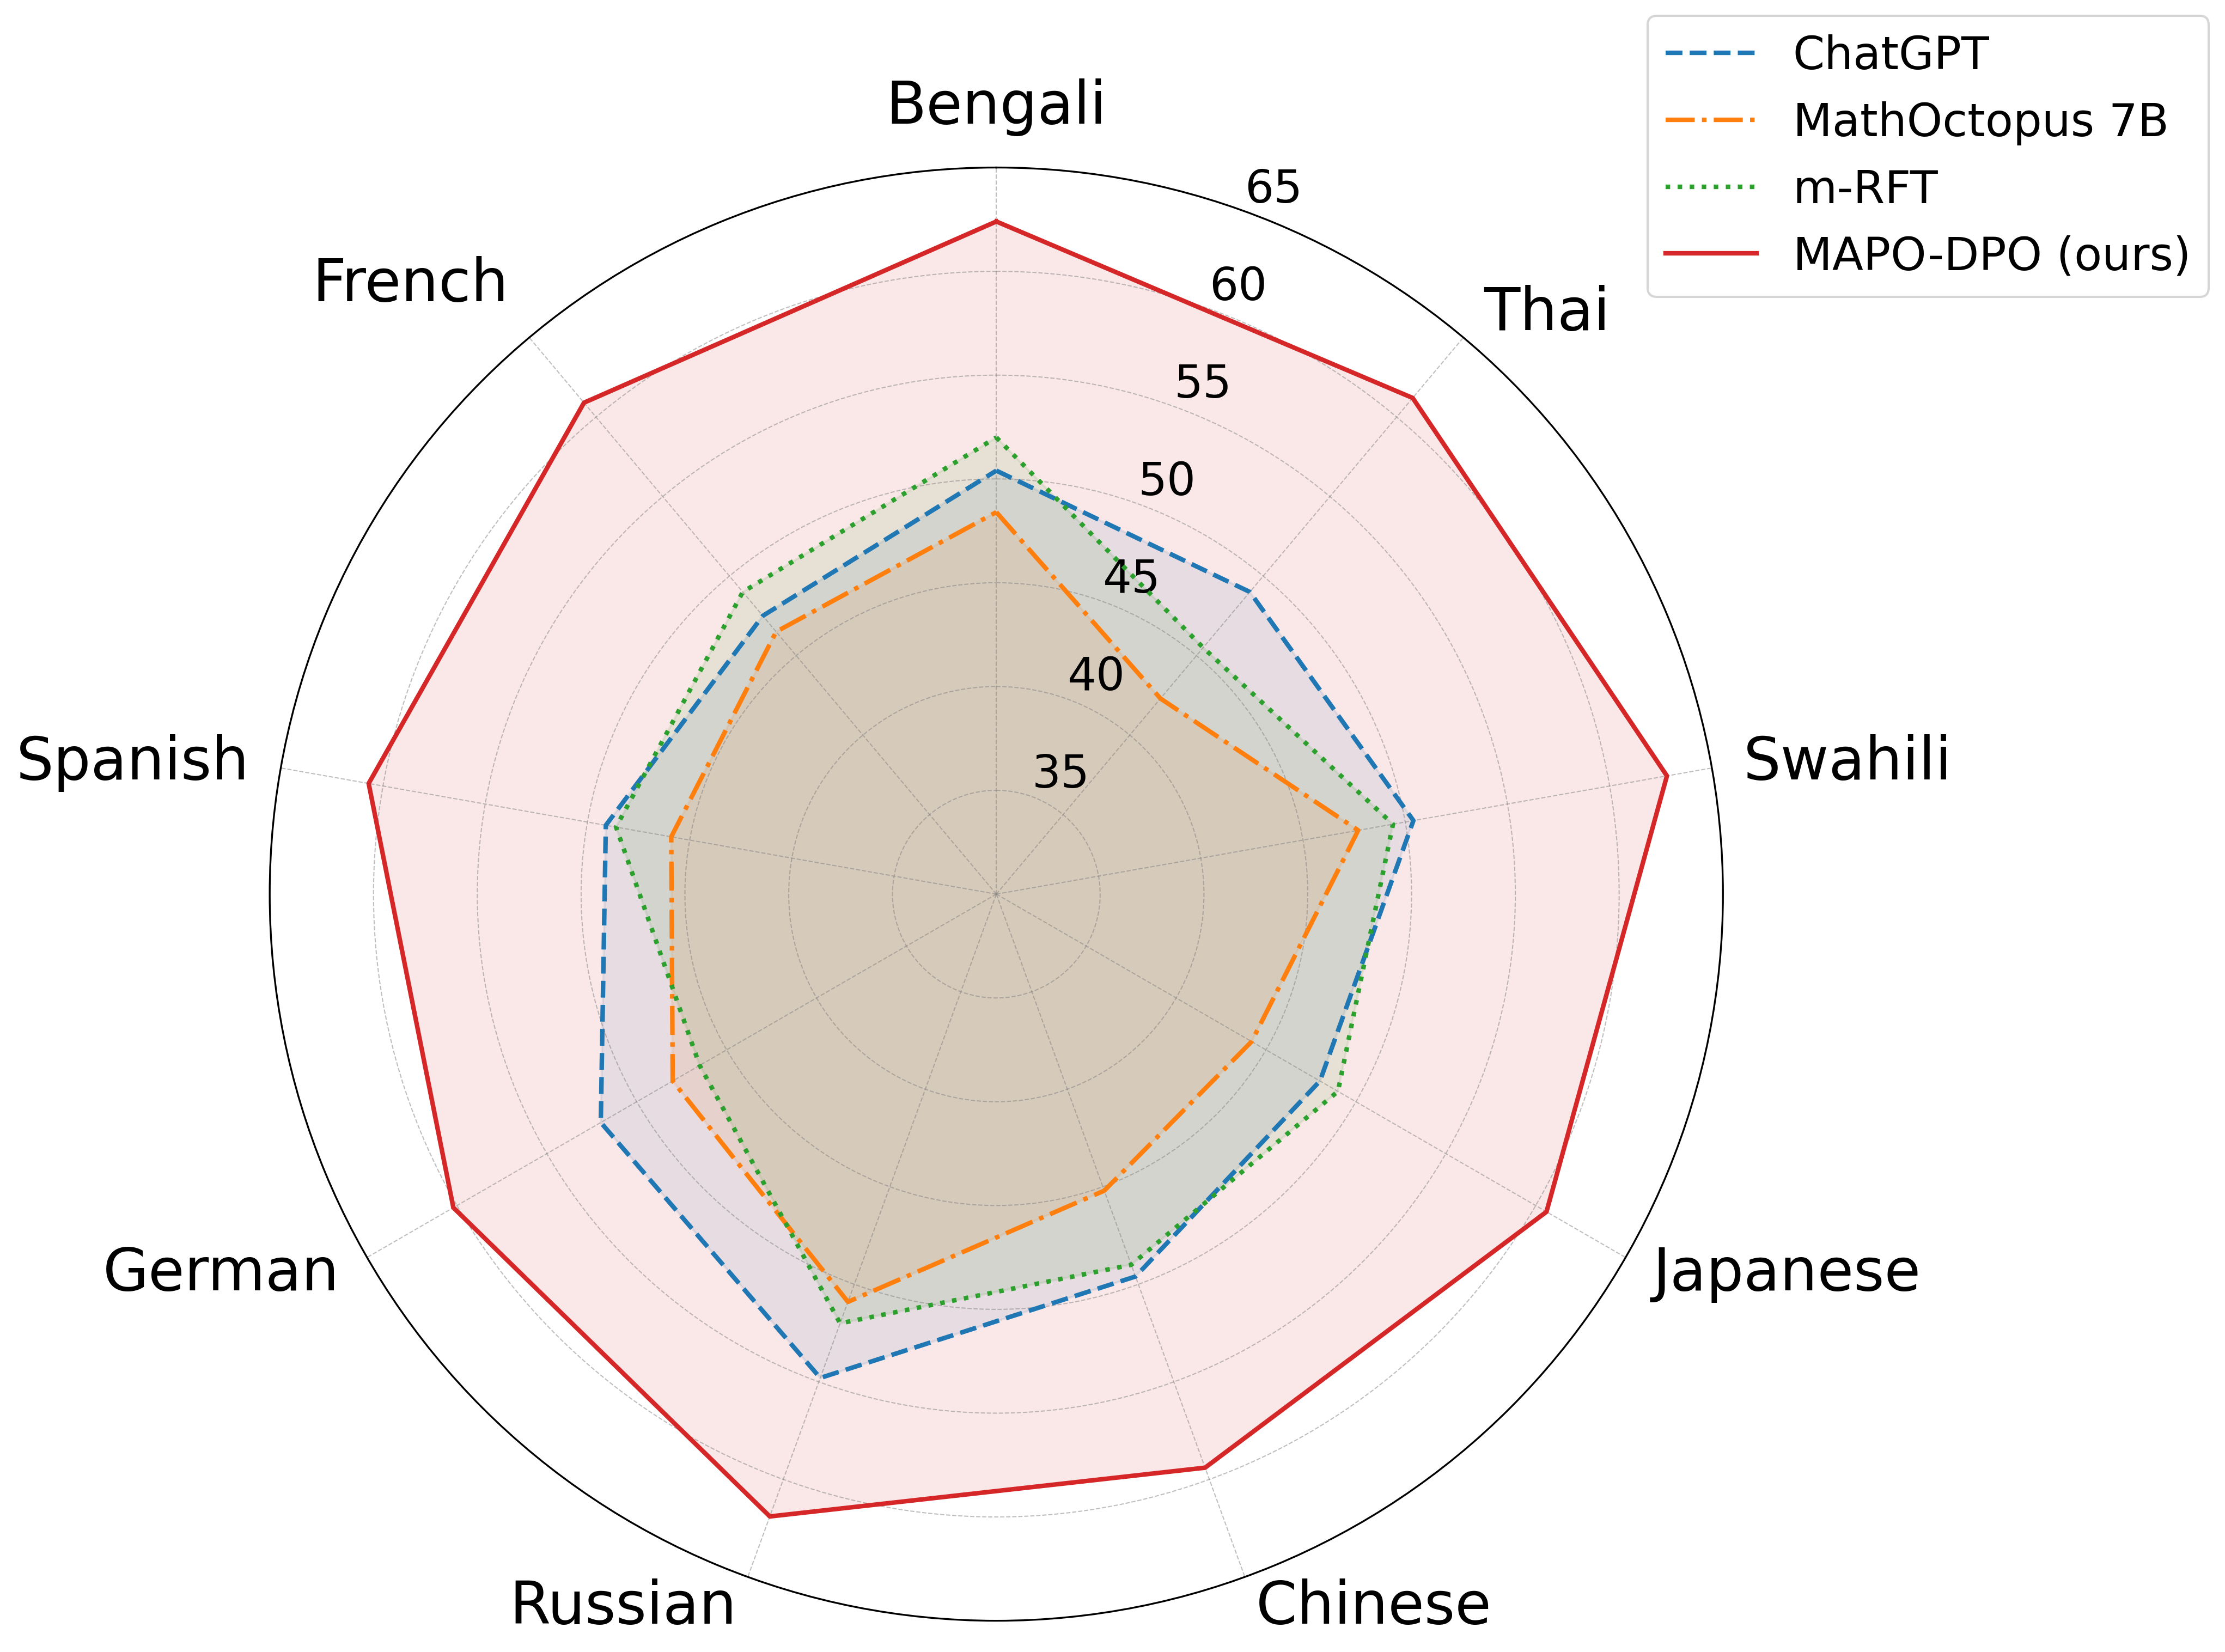 ChatGPT
MathOctopus 7B
m-RFT
MAPO-DPO (ours)
Bengali
65
French
60
Thai
55
50
45
40
Spanish
35
Swahili
German
Japanese
Russian
Chinese